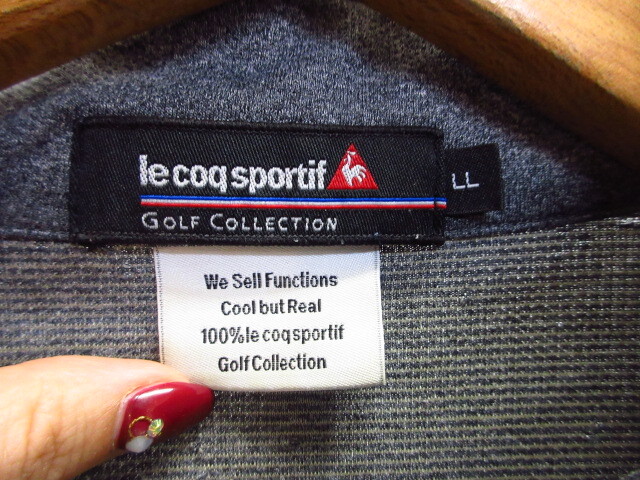 le coq sportif
LL
GOLF COLLECTION
We Sell Functions
Cool but Real
100% le coq sportif
Golf Collection